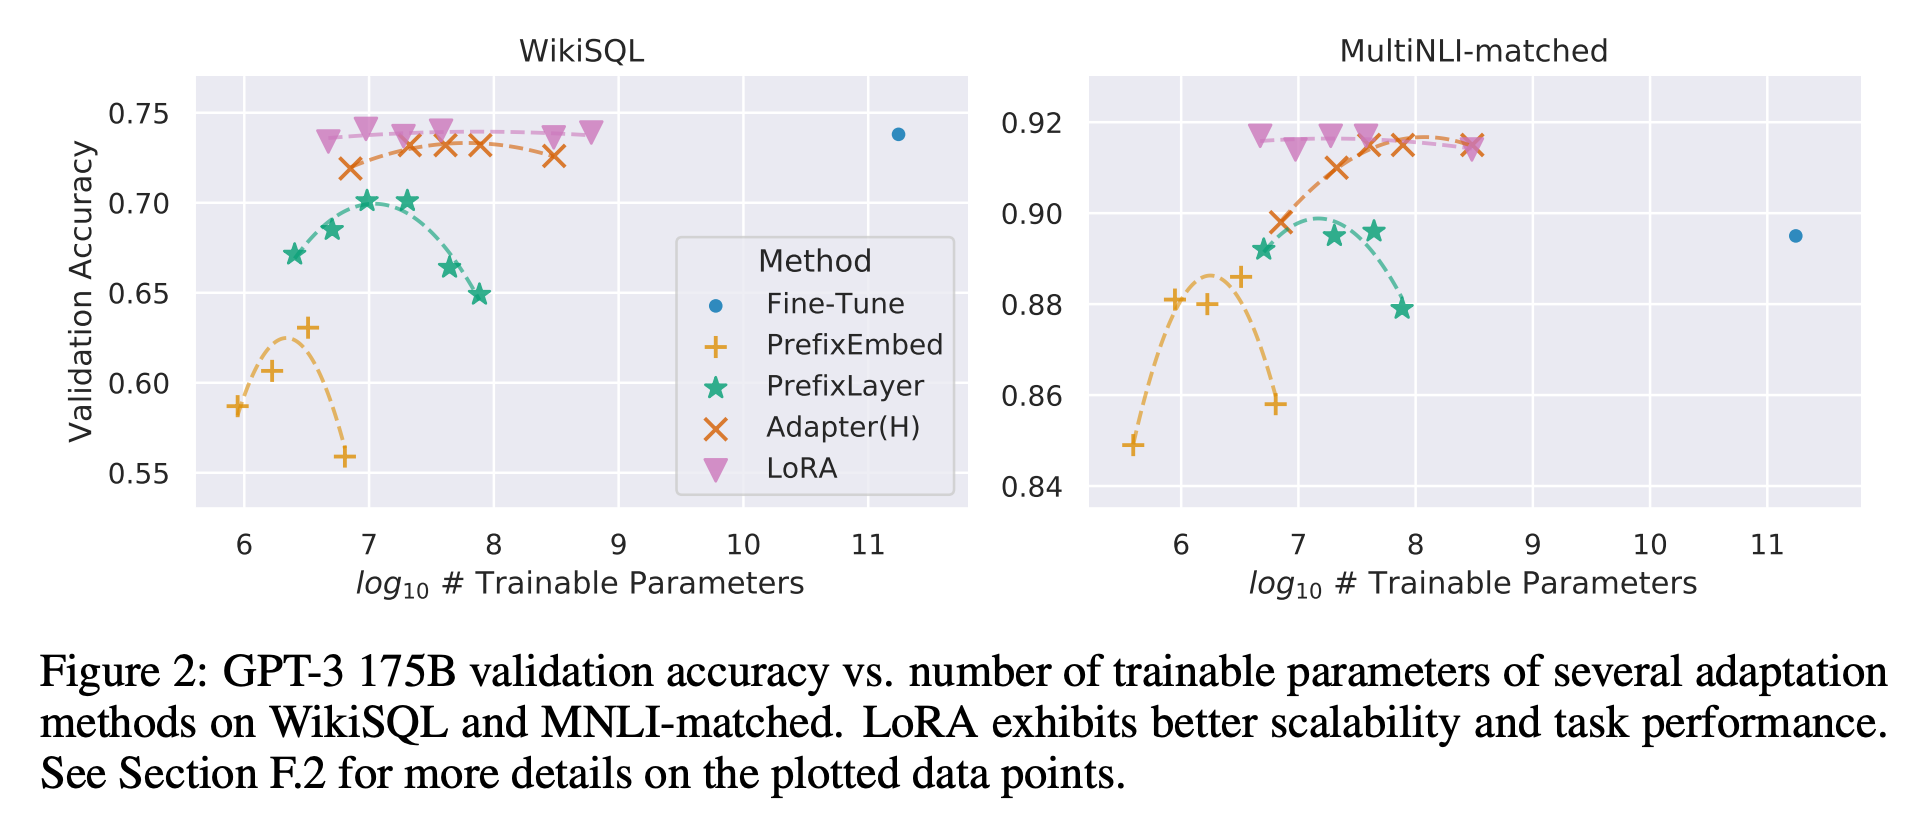 WikiSQL
MultiNLI-matched
Validation Accuracy
0.75
0.70
0.65
0.60
0.55
6 7 8 9 10 11
log10 # Trainable Parameters
Method
Fine-Tune
PrefixEmbed
PrefixLayer
Adapter(H)
LoRA
0.92
0.90
0.88
0.86
0.84
6 7 8 9 10 11
log10 # Trainable Parameters
Figure 2: GPT-3 175B validation accuracy vs. number of trainable parameters of several adaptation
methods on WikiSQL and MNLI-matched. LoRA exhibits better scalability and task performance.
See Section F.2 for more details on the plotted data points.